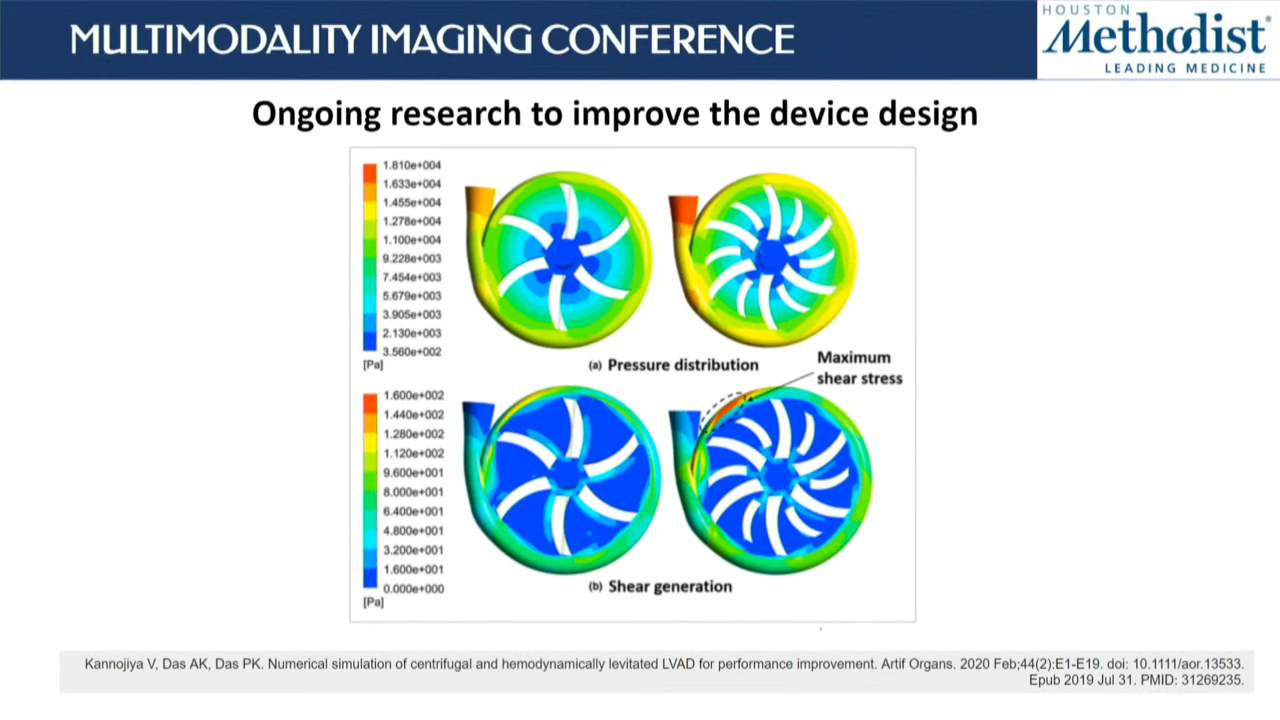 MULTIMODALITY IMAGING CONFERENCE
HOUSTON
Methodist
LEADING MEDICINE
Ongoing research to improve the device design
1.810e+004
1.633e+004
1.455e+004
1.278e+004
1.100e+004
9.228e+003
7.454e+003
5.679e+003
3.905e+003
2.130e+003
3.560e+002
[Pa]
(a) Pressure distribution
Maximum
shear stress
1.600e+002
1.440e+002
1.280e+002
1.120e+002
9.600e+001
8.000e+001
6.400e+001
4.800e+001
3.200e+001
1.600e+001
0.000e+000
[Pa]
(b) Shear generation
Kannojiya V, Das AK, Das PK. Numerical simulation of centrifugal and hemodynamically levitated LVAD for performance improvement. Artif Organs. 2020 Feb;44(2):E1-E19. doi: 10.1111/aor.13533.
Epub 2019 Jul 31. PMID: 31269235.